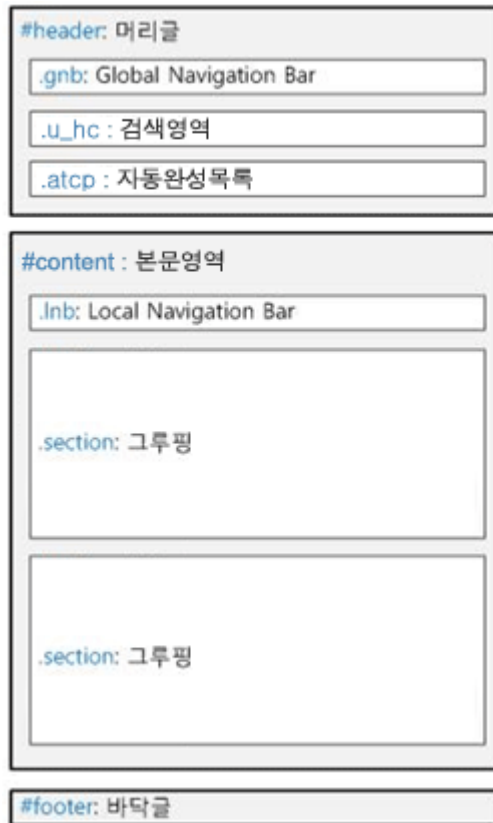 #header: 머리글
.gnb: Global Navigation Bar
.u_hc : 검색영역
.atcp : 자동완성목록
#content : 본문영역
.lnb: Local Navigation Bar
.section: 그루핑
.section: 그루핑
#footer: 바닥글